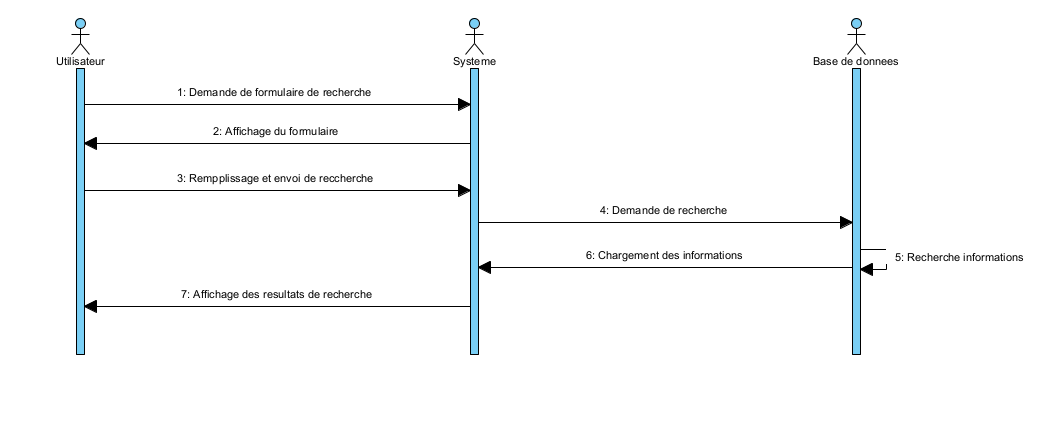 Utilisateur
Systeme
Base de donnees
1: Demande de formulaire de recherche
2: Affichage du formulaire
3: Rempplissage et envoi de reccherche
4: Demande de recherche
6: Chargement des informations
5: Recherche informations
7: Affichage des resultats de recherche